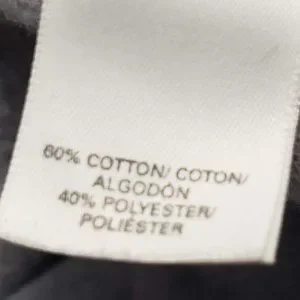 60% COTTON/ COTON/
ALGODÓN
40% POLYESTER/
POLIÉSTER